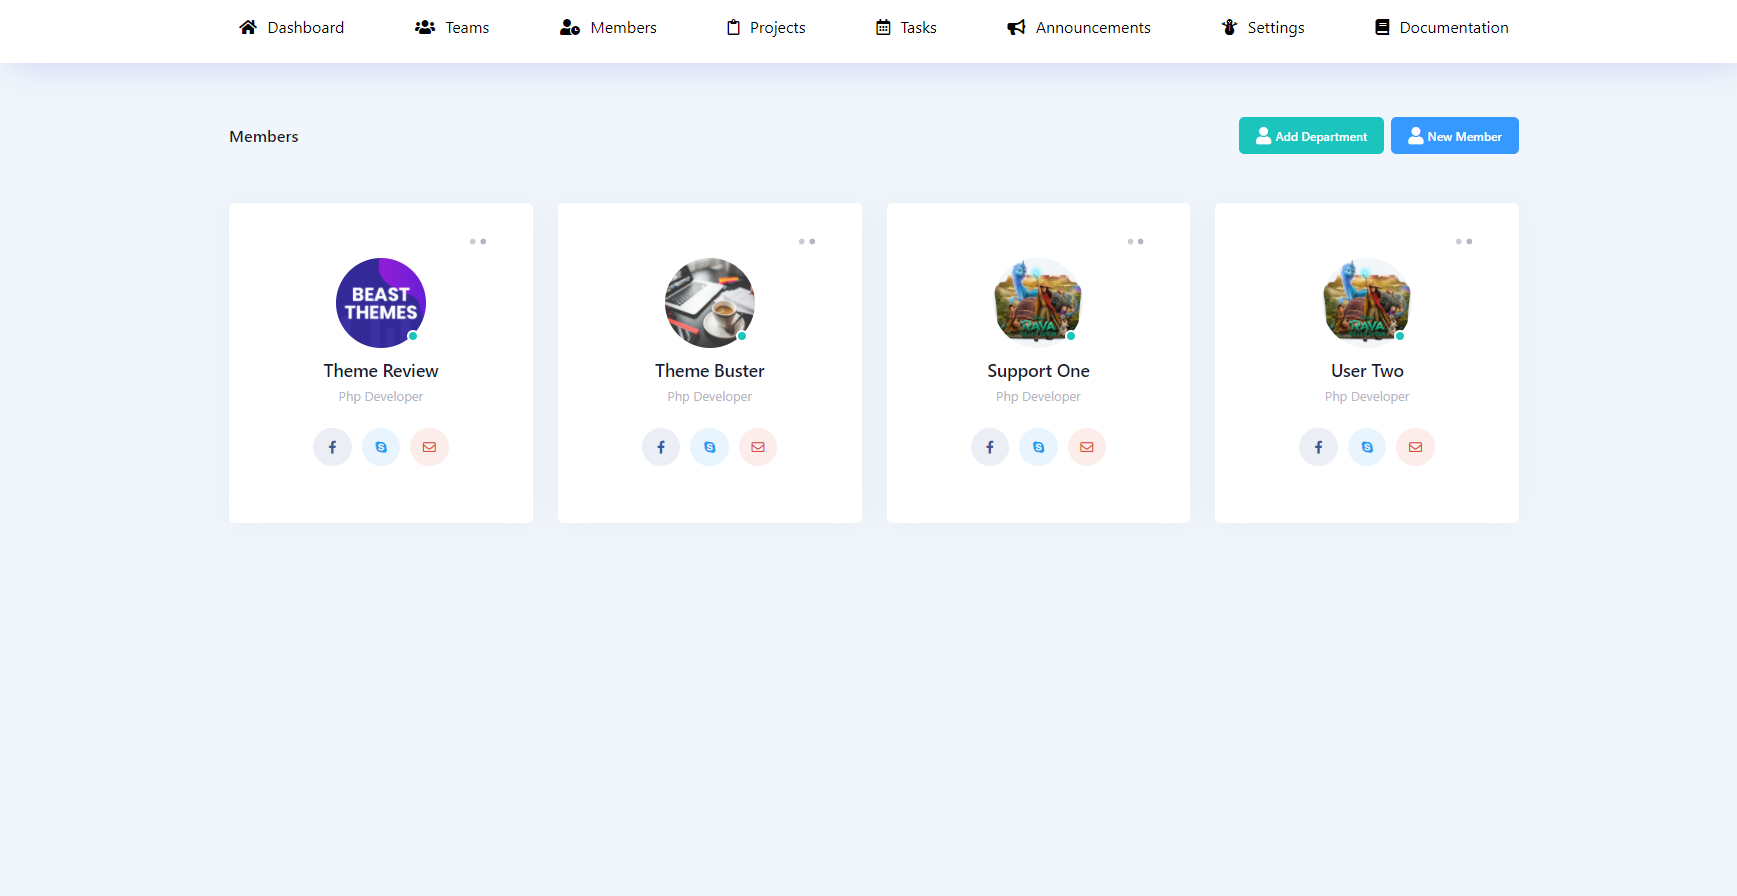 Dashboard Teams Members Projects Tasks Announcements Settings Documentation
Members
Add Department New Member
BEAST
THEMES
Theme Review
Php Developer
Theme Buster
Php Developer
RAYA
Support One
Php Developer
RAYA
User Two
Php Developer